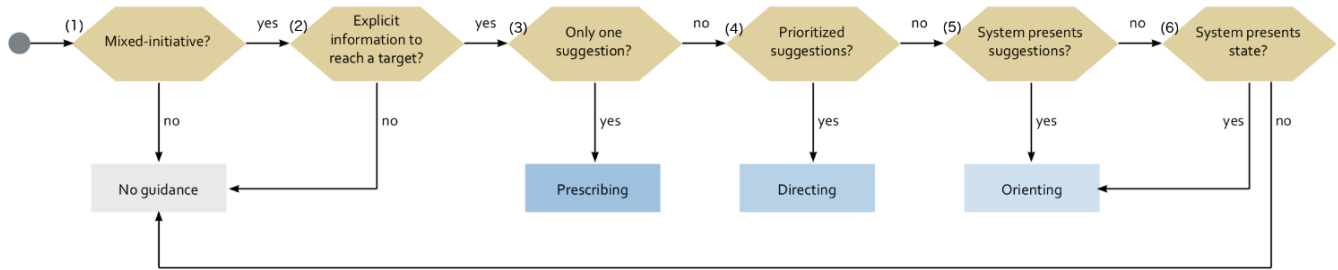 (1)
Mixed-initiative?
yes
(2)
Explicit
information to
reach a target?
yes
(3)
Only one
suggestion?
no
(4)
Prioritized
suggestions?
no
(5)
System presents
suggestions?
no
(6)
System presents
state?
no
no
yes
yes
yes
yes
no
No guidance
Prescribing
Directing
Orienting